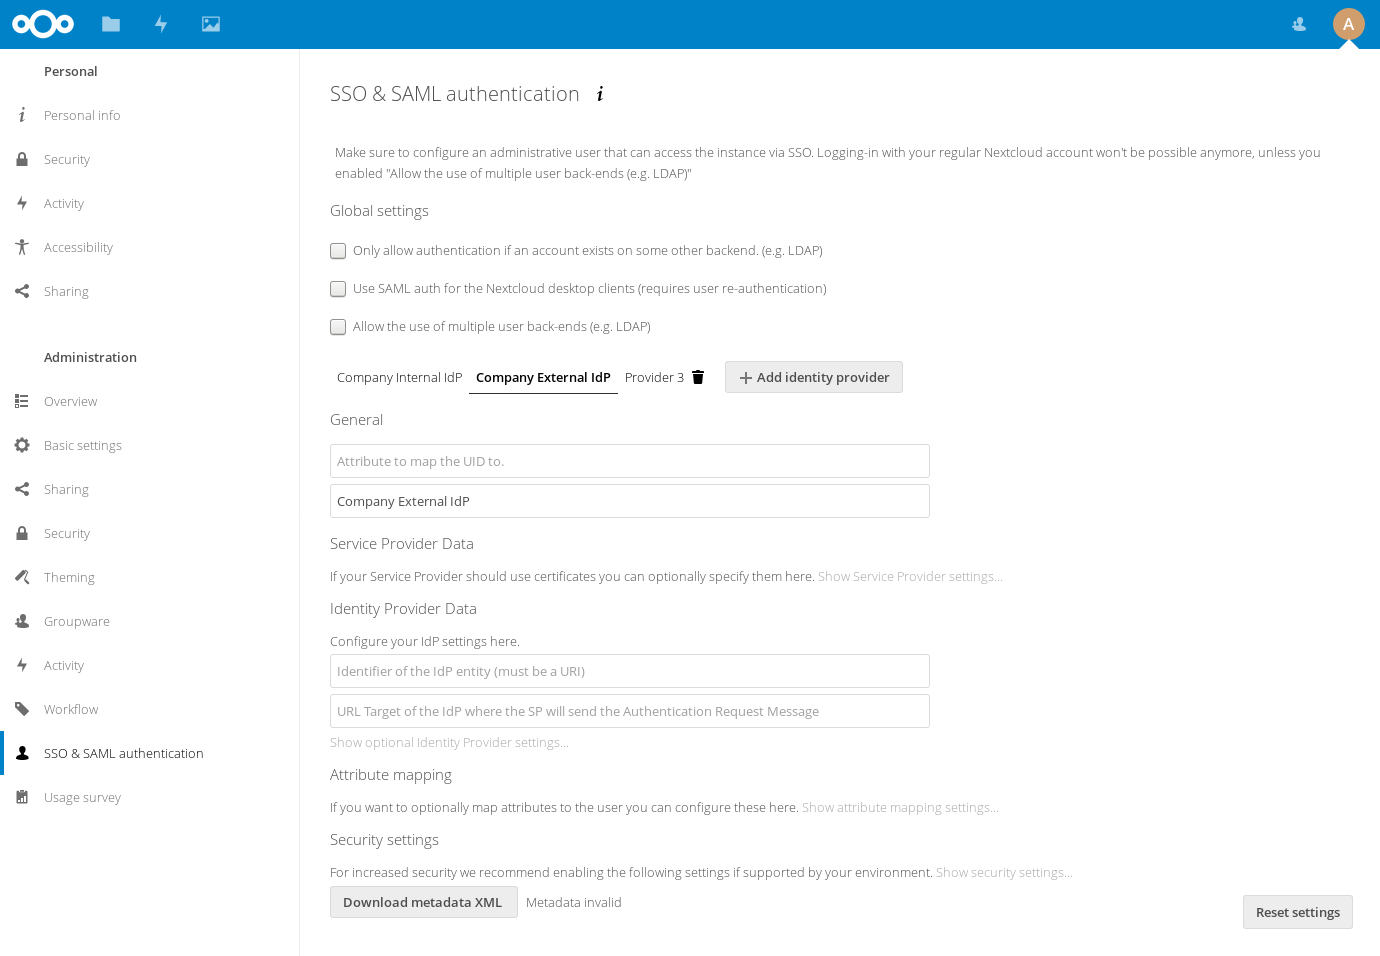 A
Personal
Personal info
Security
Activity
Accessibility
Sharing
Administration
Overview
Basic settings
Sharing
Security
Theming
Groupware
Activity
Workflow
SSO & SAML authentication
Usage survey
SSO & SAML authentication
Make sure to configure an administrative user that can access the instance via SSO. Logging-in with your regular Nextcloud account won't be possible anymore, unless you
enabled "Allow the use of multiple user back-ends (e.g. LDAP)"
Global settings
Only allow authentication if an account exists on some other backend. (e.g. LDAP)
Use SAML auth for the Nextcloud desktop clients (requires user re-authentication)
Allow the use of multiple user back-ends (e.g. LDAP)
Company Internal IdP Company External IdP Provider 3 Add identity provider
General
Attribute to map the UID to.
Company External IdP
Service Provider Data
If your Service Provider should use certificates you can optionally specify them here. Show Service Provider settings...
Identity Provider Data
Configure your IdP settings here.
Identifier of the IdP entity (must be a URI)
URL Target of the IdP where the SP will send the Authentication Request Message
Show optional Identity Provider settings...
Attribute mapping
If you want to optionally map attributes to the user you can configure these here. Show attribute mapping settings...
Security settings
For increased security we recommend enabling the following settings if supported by your environment. Show security settings...
Download metadata XML Metadata invalid
Reset settings